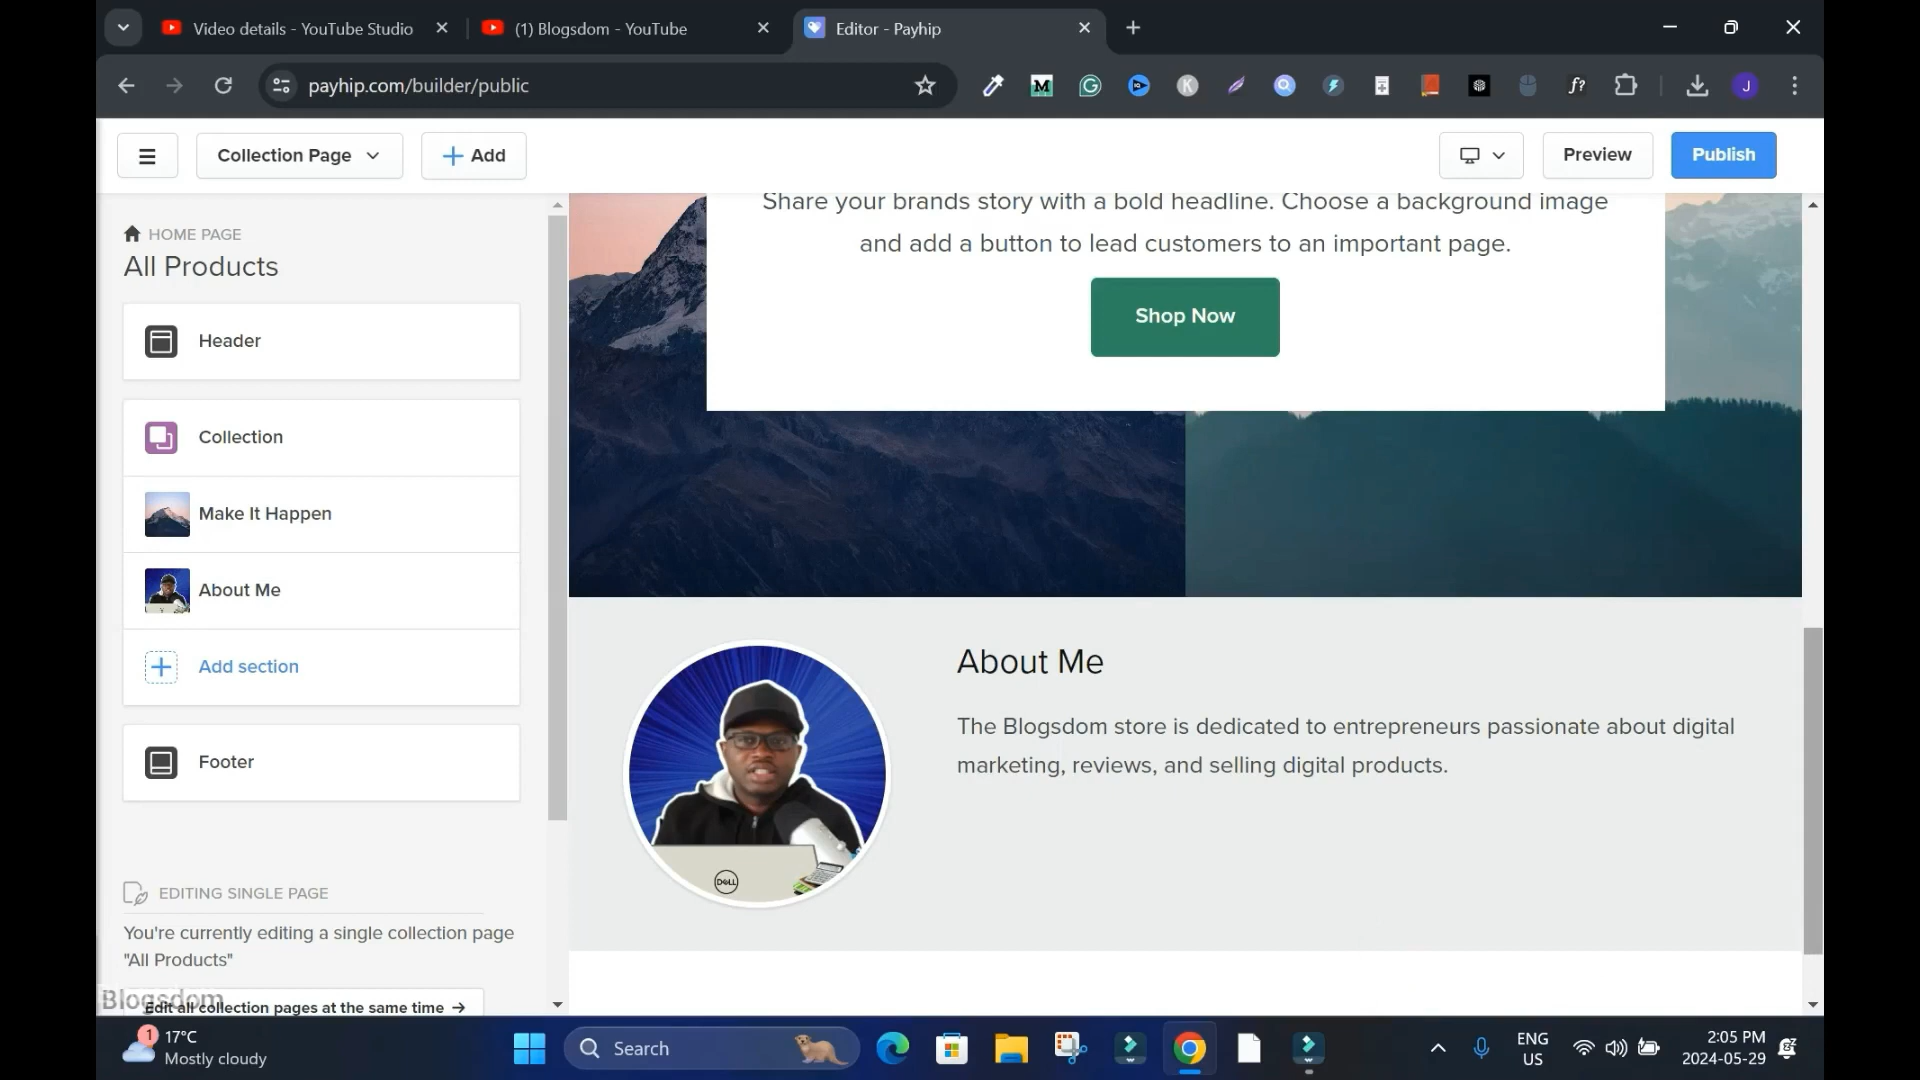 Video details - YouTube Studio
(1) Blogsdom - YouTube
Editor - Payhip
payhip.com/builder/public
Collection Page
Add
Preview
Publish
HOME PAGE
All Products
Header
Collection
Make It Happen
About Me
Add section
Footer
EDITING SINGLE PAGE
You're currently editing a single collection page
"All Products"
Edit all collection pages at the same time →
Blogsdom
Share your brands story with a bold headline. Choose a background image
and add a button to lead customers to an important page.
Shop Now
About Me
The Blogsdom store is dedicated to entrepreneurs passionate about digital
marketing, reviews, and selling digital products.
DELL
1
17°C
Mostly cloudy
Search
ENG
US
2:05 PM
2024-05-29
M
G
K
f?
J